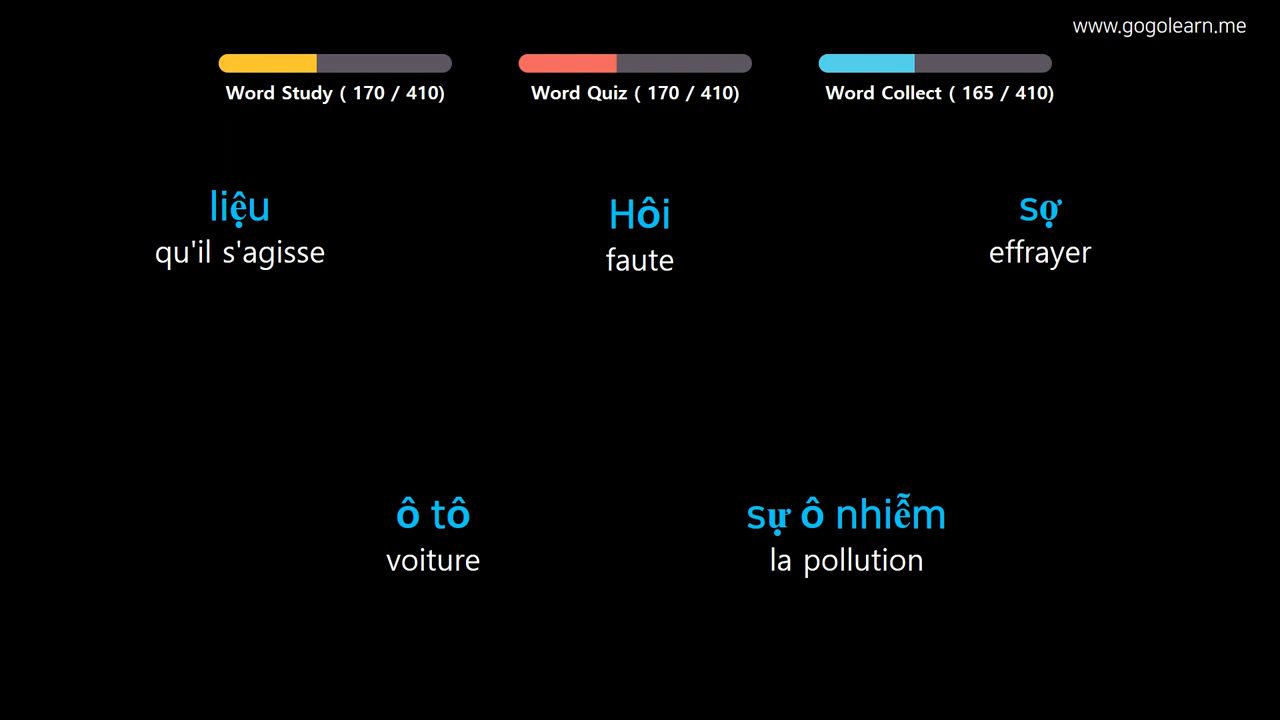 www.gogolearn.me
Word Study ( 170 / 410)
Word Quiz ( 170 / 410)
Word Collect ( 165 / 410)
liệu
qu'il s'agisse
Hôi
faute
sợ
effrayer
ô tô
voiture
sự ô nhiễm
la pollution